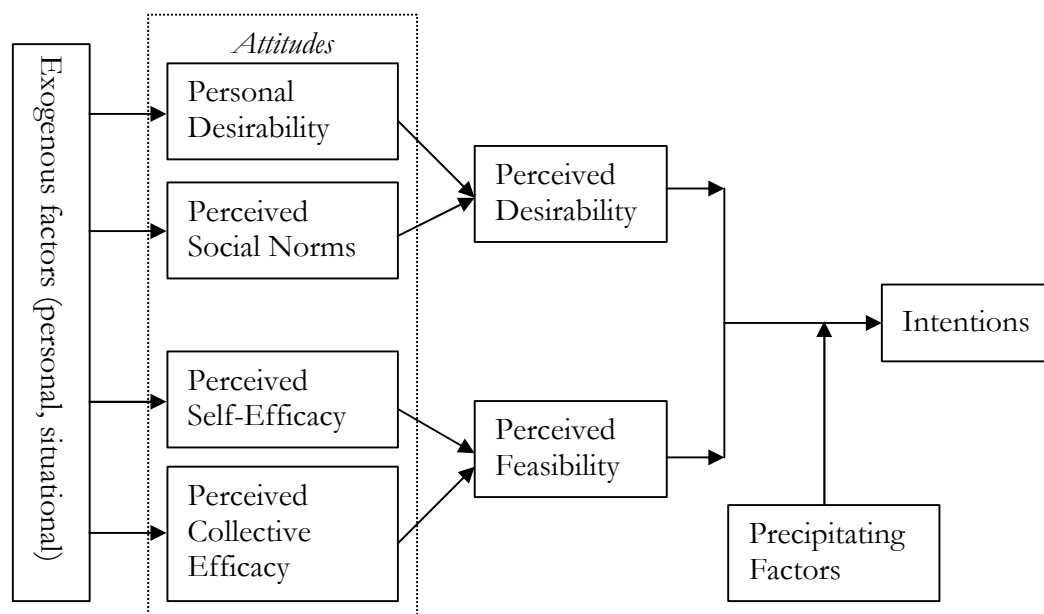 Exogenous factors (personal, situational)
Attitudes
Personal
Desirability
Perceived
Social Norms
Perceived
Self-Efficacy
Perceived
Collective
Efficacy
Perceived
Desirability
Perceived
Feasibility
Intentions
Precipitating
Factors